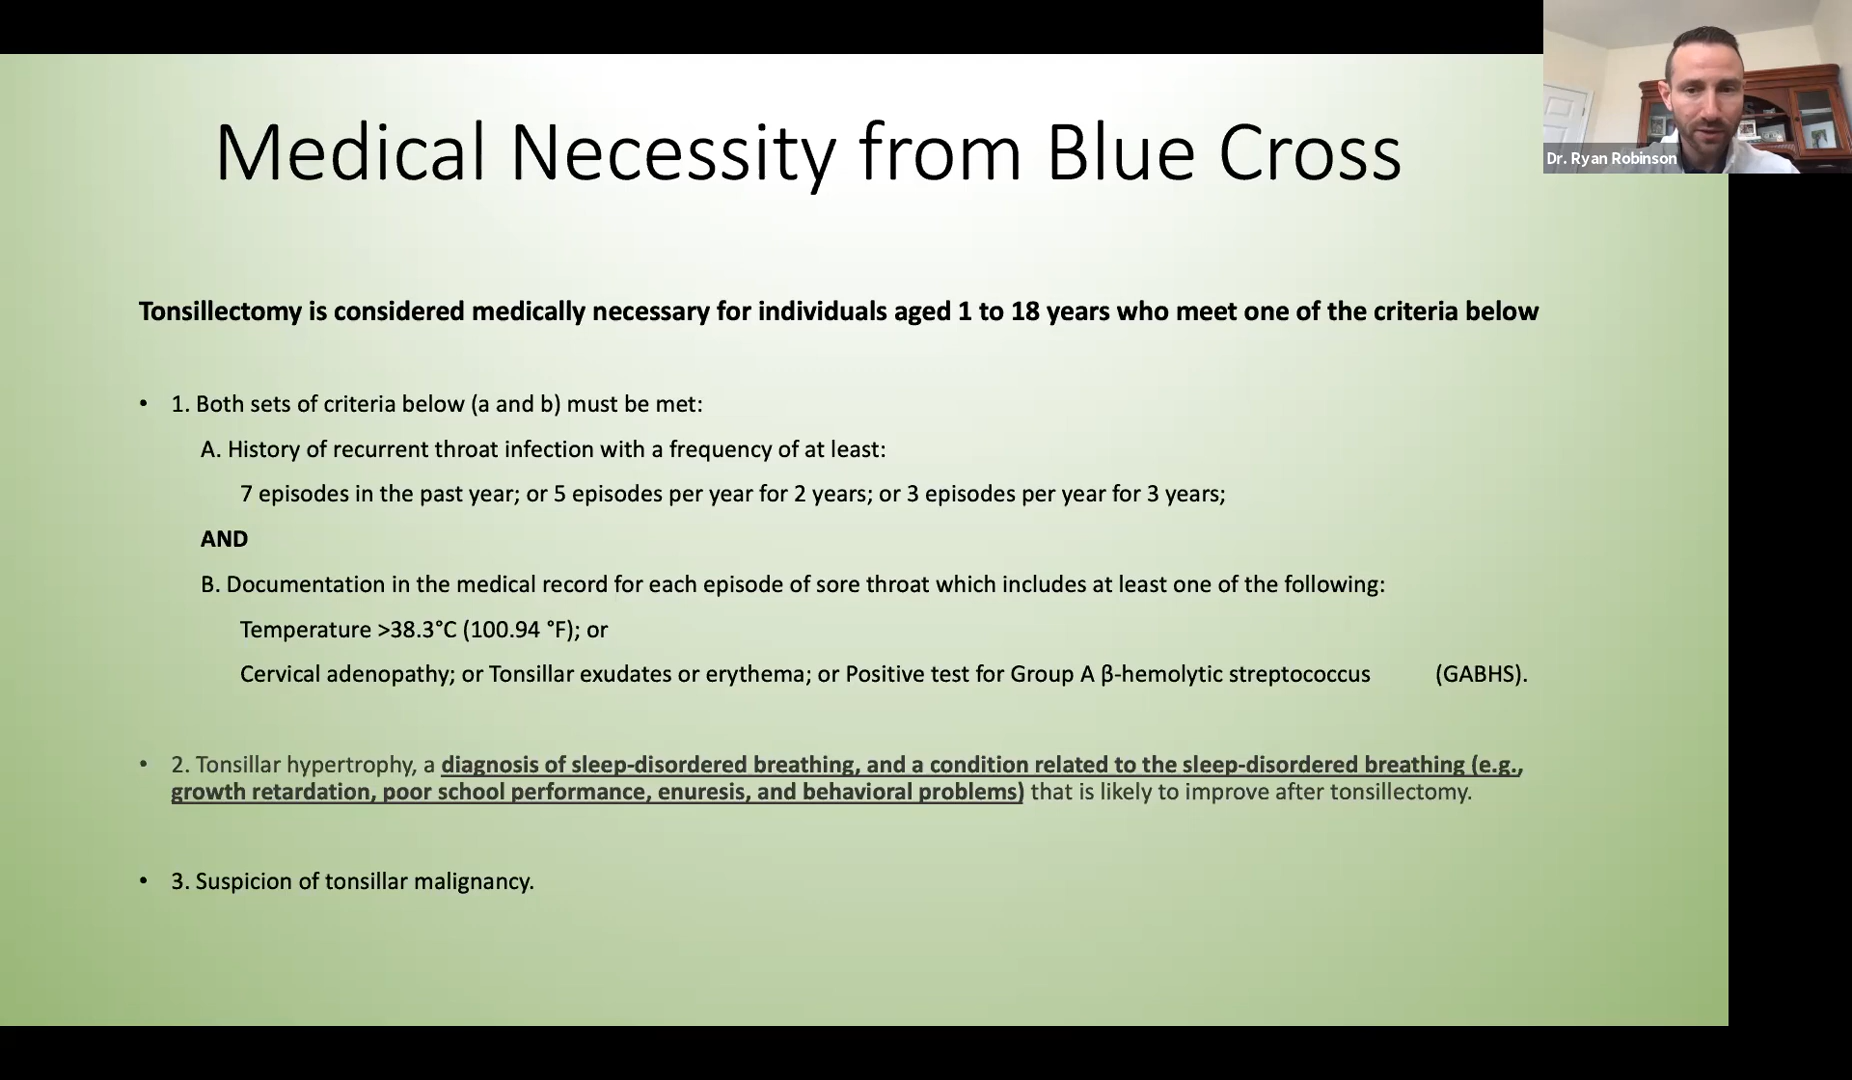 Medical Necessity from Blue Cross
Dr. Ryan Robinson
Tonsillectomy is considered medically necessary for individuals aged 1 to 18 years who meet one of the criteria below
• 1. Both sets of criteria below (a and b) must be met:
A. History of recurrent throat infection with a frequency of at least:
7 episodes in the past year; or 5 episodes per year for 2 years; or 3 episodes per year for 3 years;
AND
B. Documentation in the medical record for each episode of sore throat which includes at least one of the following:
Temperature >38.3°C (100.94 °F); or
Cervical adenopathy; or Tonsillar exudates or erythema; or Positive test for Group A β-hemolytic streptococcus (GABHS).
• 2. Tonsillar hypertrophy, a diagnosis of sleep-disordered breathing, and a condition related to the sleep-disordered breathing (e.g.,
growth retardation, poor school performance, enuresis, and behavioral problems) that is likely to improve after tonsillectomy.
• 3. Suspicion of tonsillar malignancy.